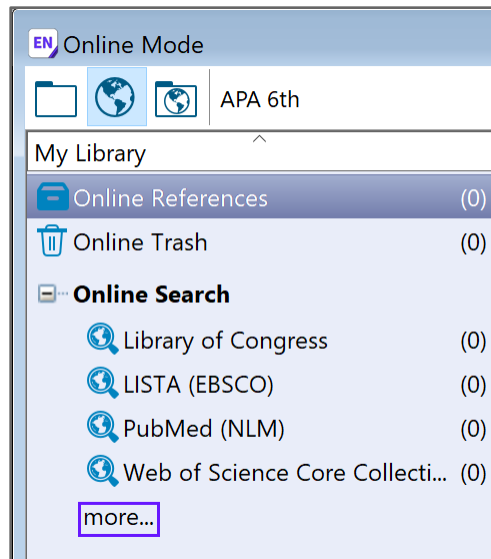 EN Online Mode
APA 6th
My Library
Online References (0)
Online Trash (0)
Online Search
Library of Congress (0)
LISTA (EBSCO) (0)
PubMed (NLM) (0)
Web of Science Core Collecti... (0)
more...